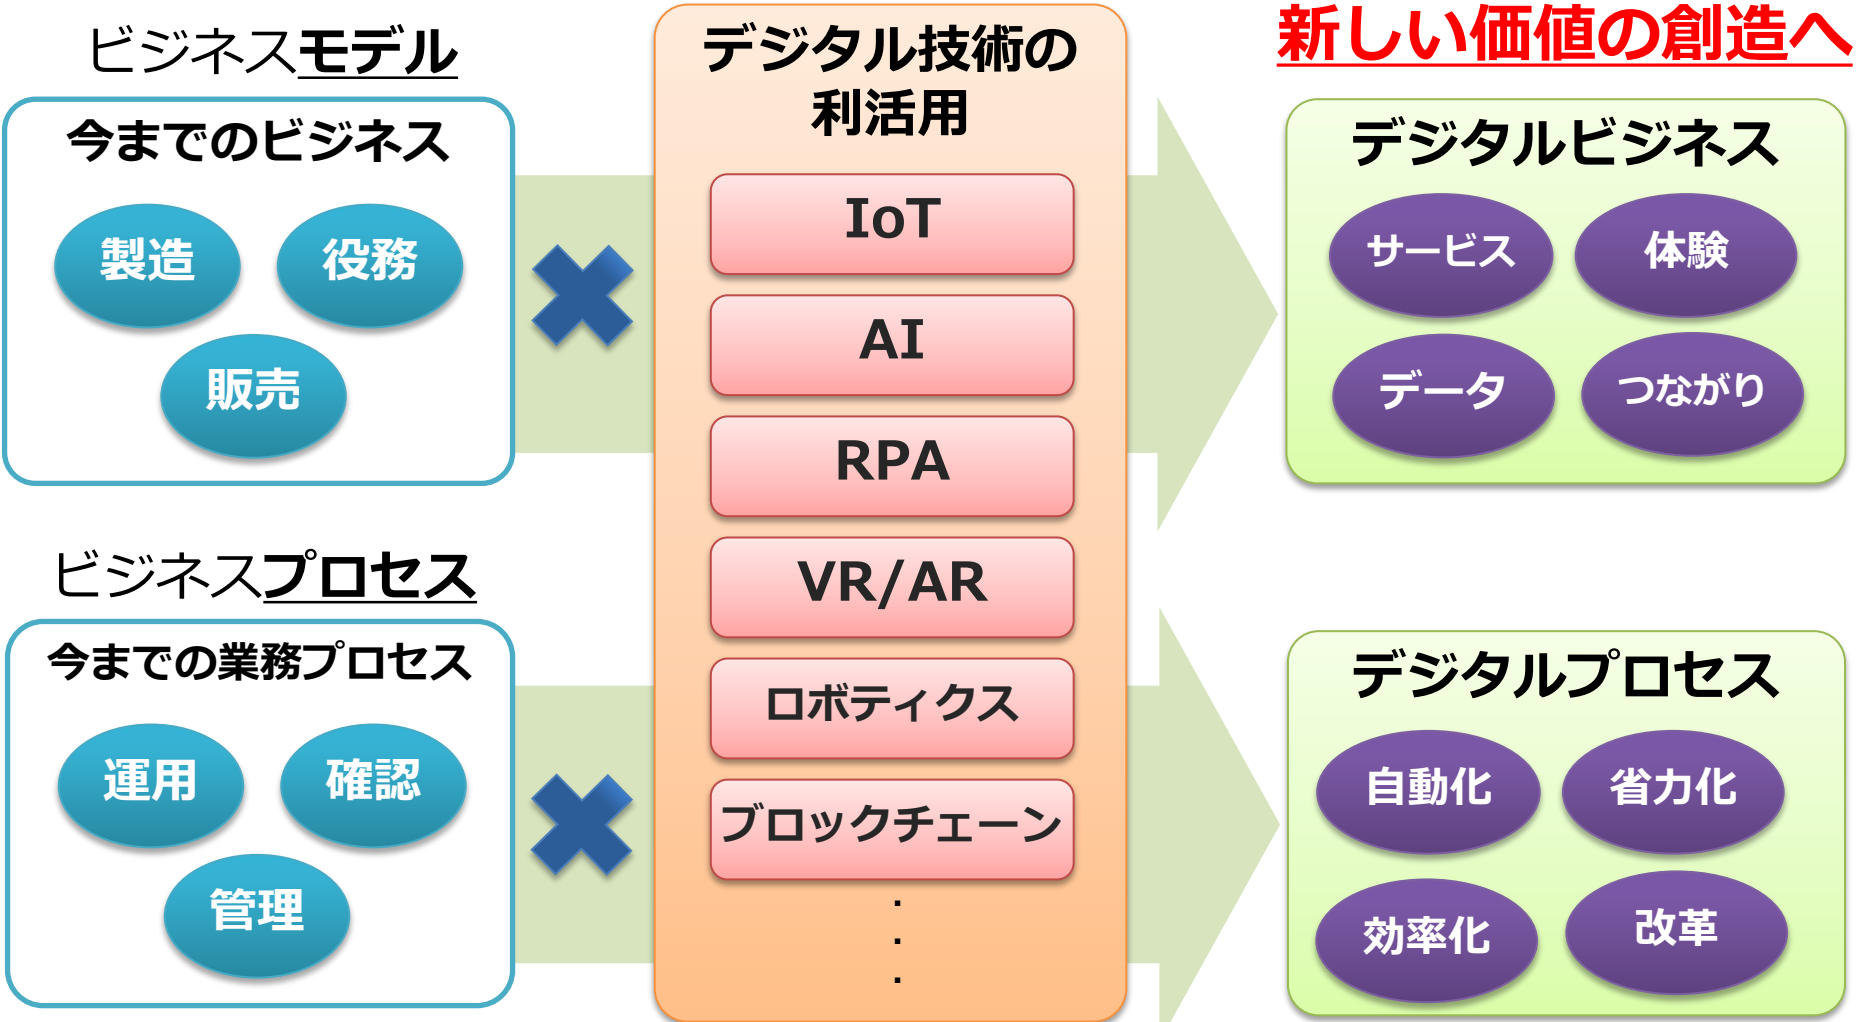 ビジネスモデル
今までのビジネス
製造
役務
販売
ビジネスプロセス
今までの業務プロセス
運用
確認
管理
デジタル技術の
利活用
IoT
AI
RPA
VR/AR
ロボティクス
ブロックチェーン
・
・
・
新しい価値の創造へ
デジタルビジネス
サービス
体験
データ
つながり
デジタルプロセス
自動化
省力化
効率化
改革